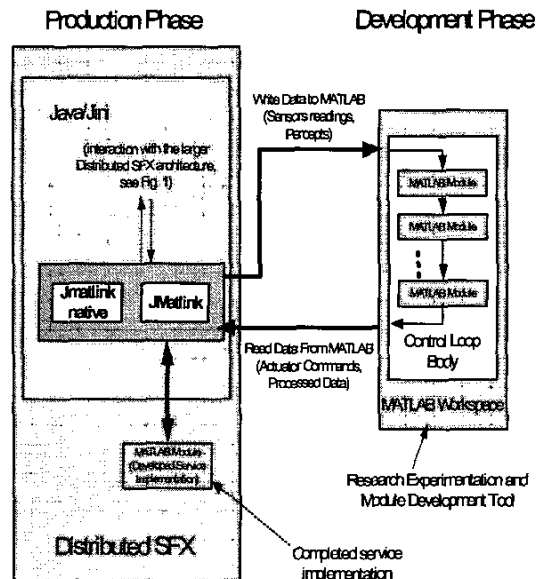 Production Phase
Development Phase
Java/Jini
(interaction with the larger
Distributed SFX architecture,
see Fig. 1)
Write Data to MATLAB
(Sensors readings,
Percepts)
MATLAB Module
MATLAB Module
MATLAB Module
Control Loop
Body
MATLAB Workspace
Jmatlink
native
JMatlink
Read Data From MATLAB
(Actuator Commands,
Processed Data)
MATLAB Module
(Developed Service
Implementation)
Research Experimentation and
Module Development Tool
Distributed SFX
Completed service
implementation